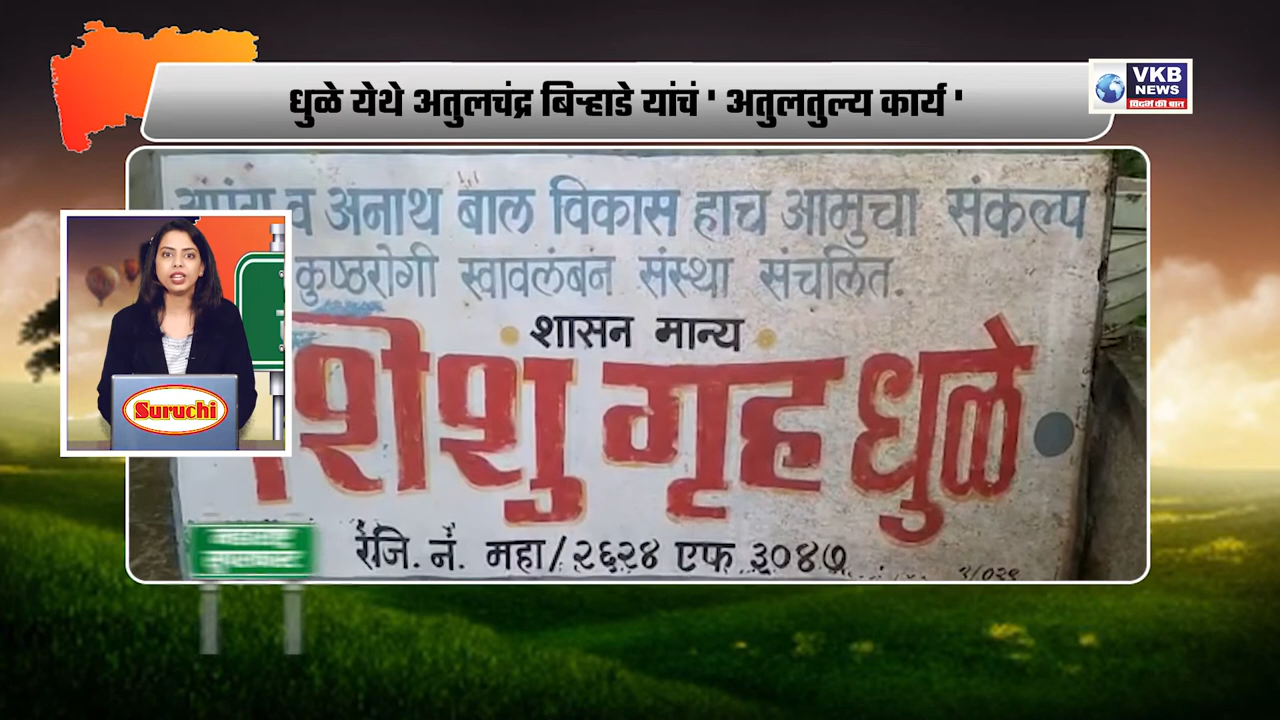 धुळे येथे अतुलचंद्र बिऱ्हाडे यांचं ' अतुलतुल्य कार्य '
VKB
NEWS
विदर्भ की बात
व अनाथ बाल विकास हाच आमुचा संकल्प
कुष्ठरोगी स्वावलंबन संस्था संचलित.
शासन मान्य
शिशु गृह धुळे
Suruchi
रजि. नं. महा/२६२४ एफ ३०४७